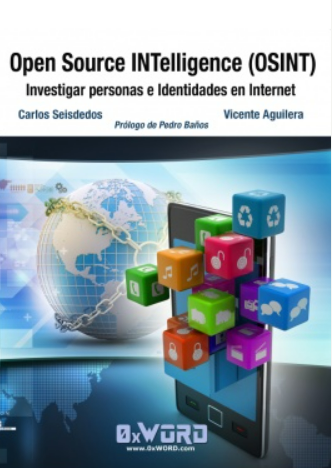 Open Source INTelligence (OSINT)
Investigar personas e Identidades en Internet
Carlos Seisdedos Vicente Aguilera
Prólogo de Pedro Baños
0xWORD
www.0xWORD.com